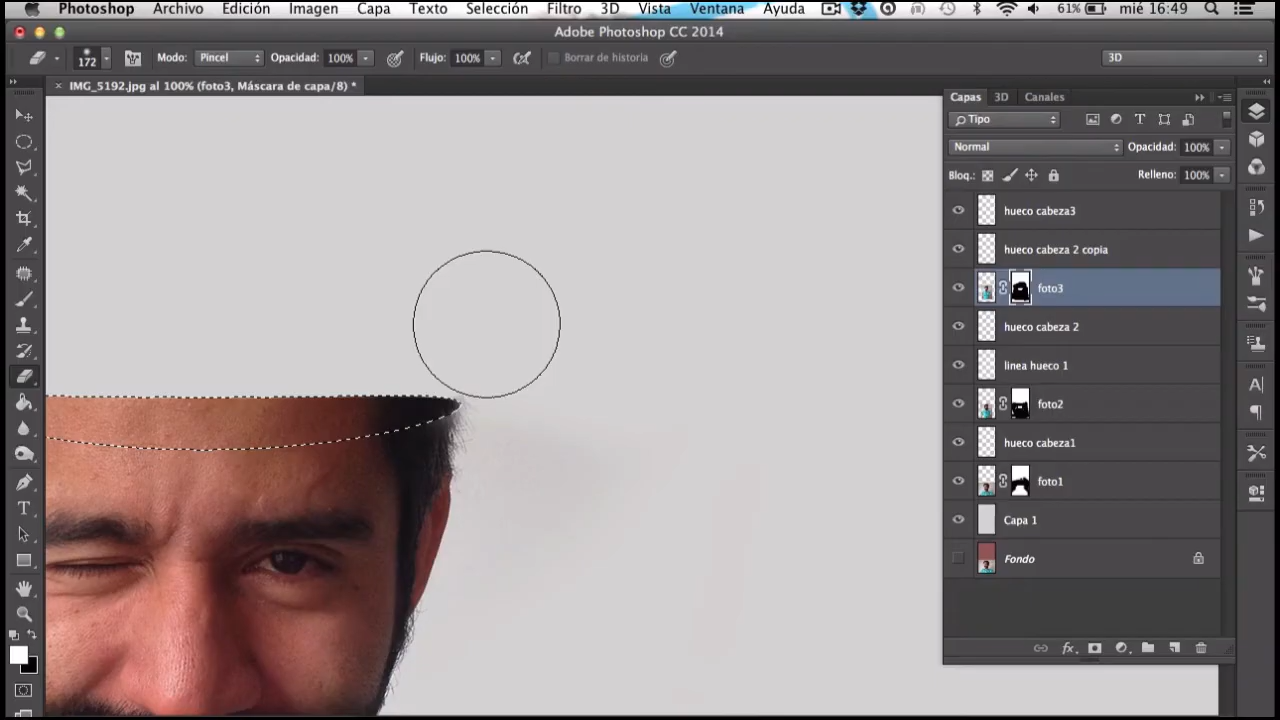 Photoshop Archivo Edición Imagen Capa Texto Selección Filtro 3D Vista Ventana Ayuda 61% mié 16:49
Adobe Photoshop CC 2014
172 Modo: Pincel Opacidad: 100% Flujo: 100% Borrar de historia 3D
× IMG_5192.jpg al 100% (foto3, Máscara de capa/8) *
Capas 3D Canales
Tipo
Normal Opacidad: 100%
Bloq.: Relleno: 100%
hueco cabeza3
hueco cabeza 2 copia
foto3
hueco cabeza 2
linea hueco 1
foto2
hueco cabeza1
foto1
Capa 1
Fondo